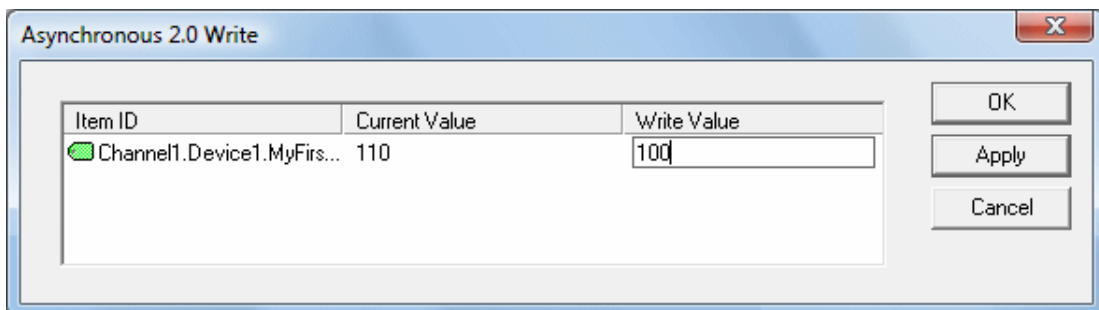 Asynchronous 2.0 Write
Item ID Current Value Write Value
Channel1.Device1.MyFirs... 110 100
OK
Apply
Cancel